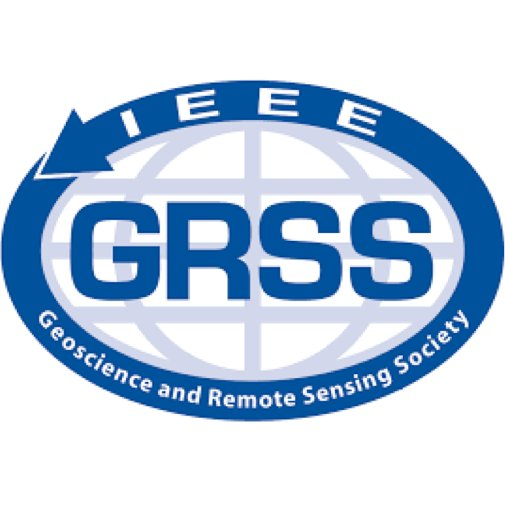 IEEE
GRSS
Geoscience and Remote Sensing Society